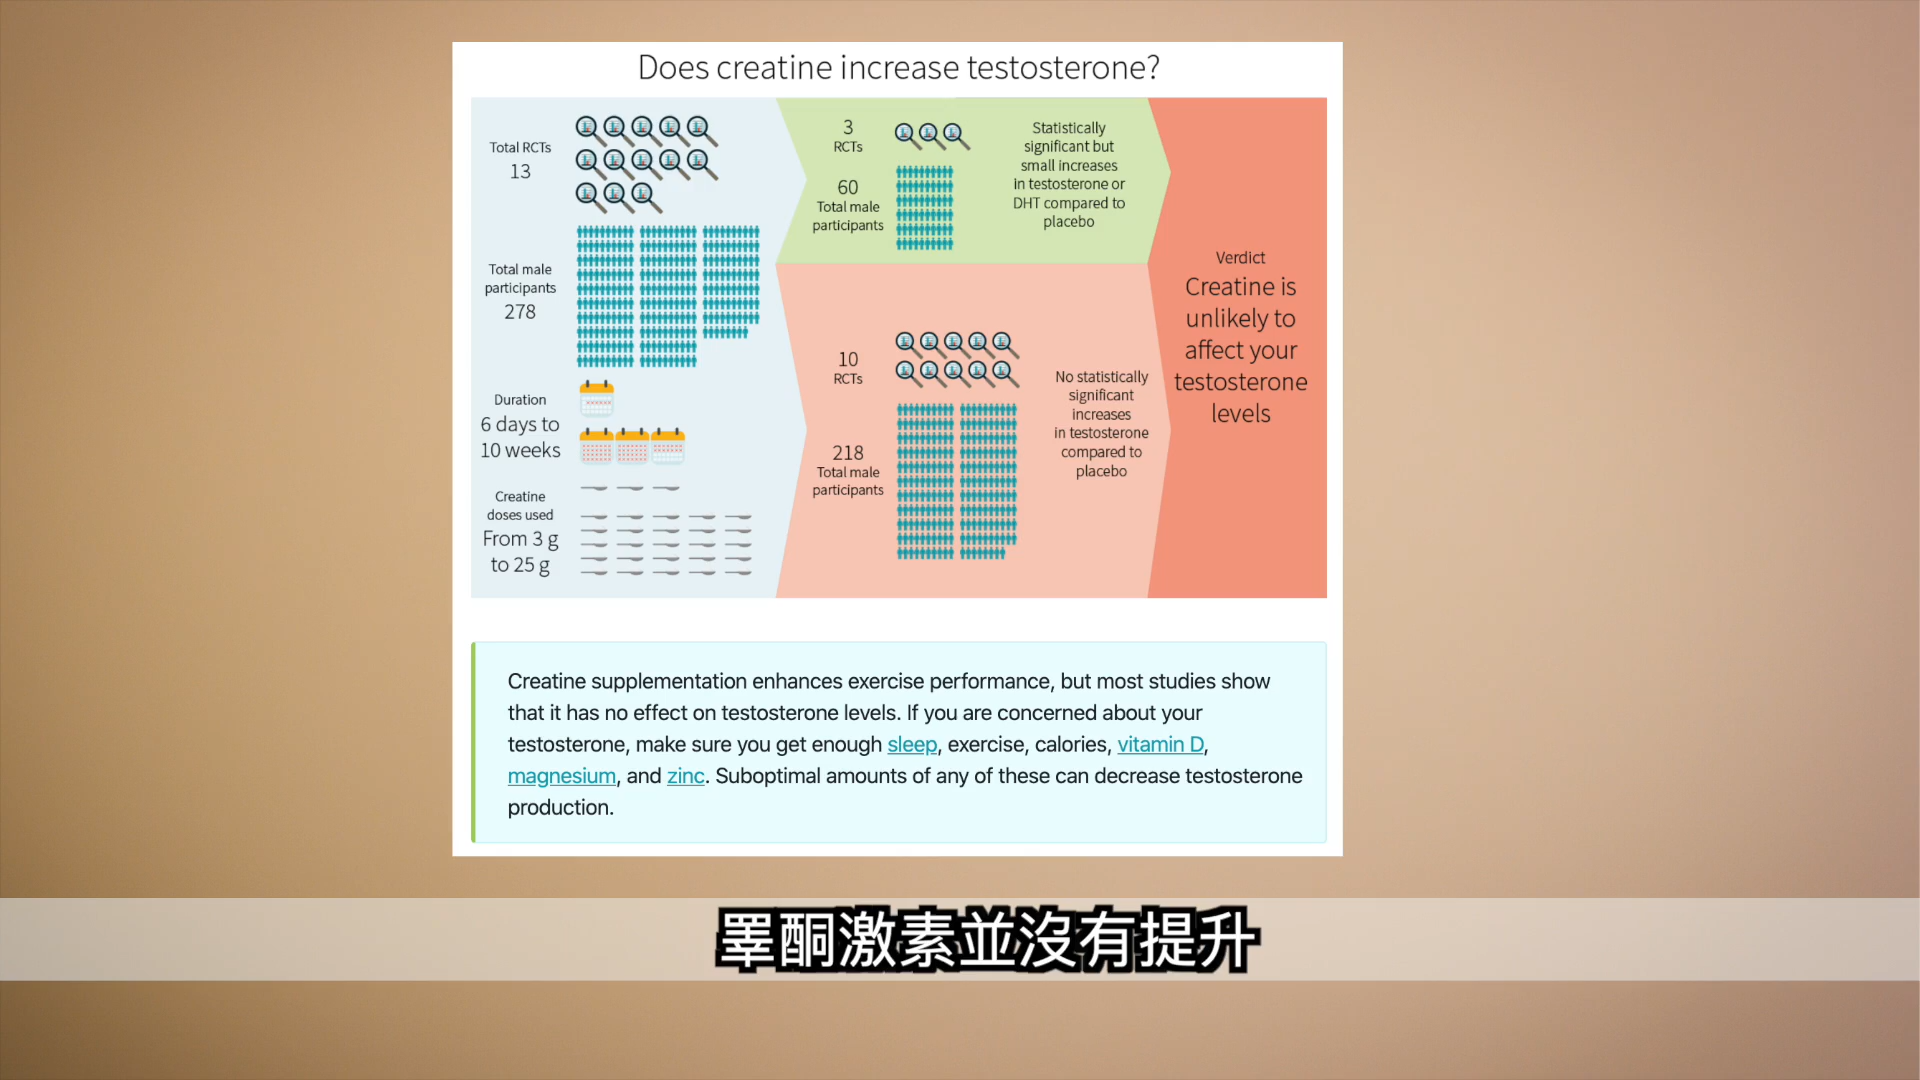 Does creatine increase testosterone?
Total RCTs
13
Total male
participants
278
Duration
6 days to
10 weeks
Creatine
doses used
From 3 g
to 25 g
3
RCTs
60
Total male
participants
Statistically
significant but
small increases
in testosterone or
DHT compared to
placebo
10
RCTs
218
Total male
participants
No statistically
significant
increases
in testosterone
compared to
placebo
Verdict
Creatine is
unlikely to
affect your
testosterone
levels
Creatine supplementation enhances exercise performance, but most studies show
that it has no effect on testosterone levels. If you are concerned about your
testosterone, make sure you get enough sleep, exercise, calories, vitamin D,
magnesium, and zinc. Suboptimal amounts of any of these can decrease testosterone
production.
睪酮激素並沒有提升